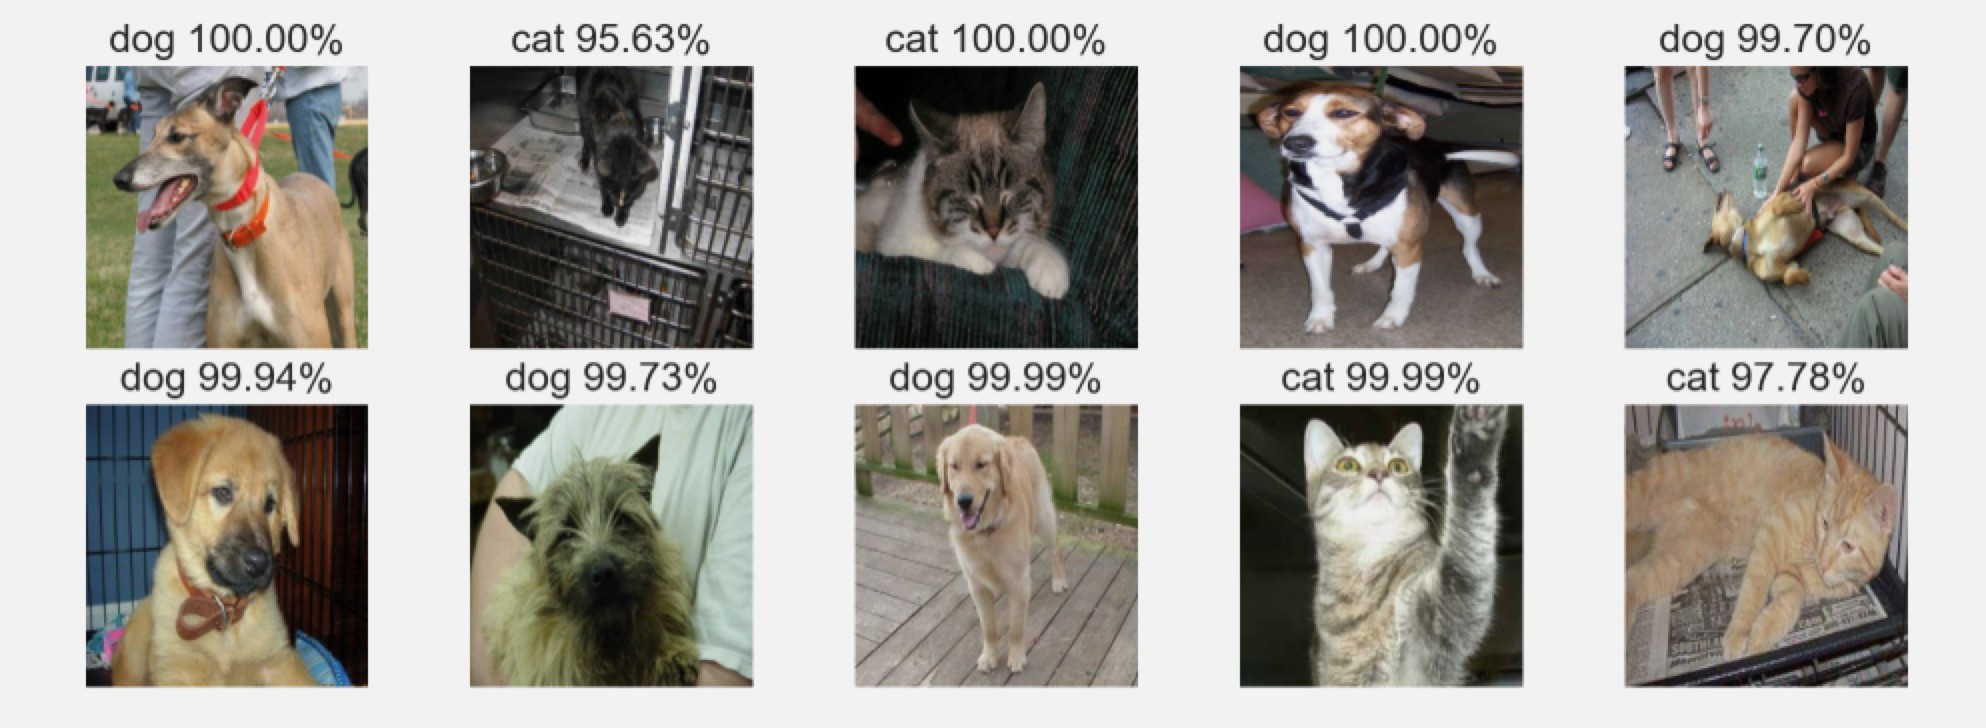 dog 100.00%
cat 95.63%
cat 100.00%
dog 100.00%
dog 99.70%
dog 99.94%
dog 99.73%
dog 99.99%
cat 99.99%
cat 97.78%